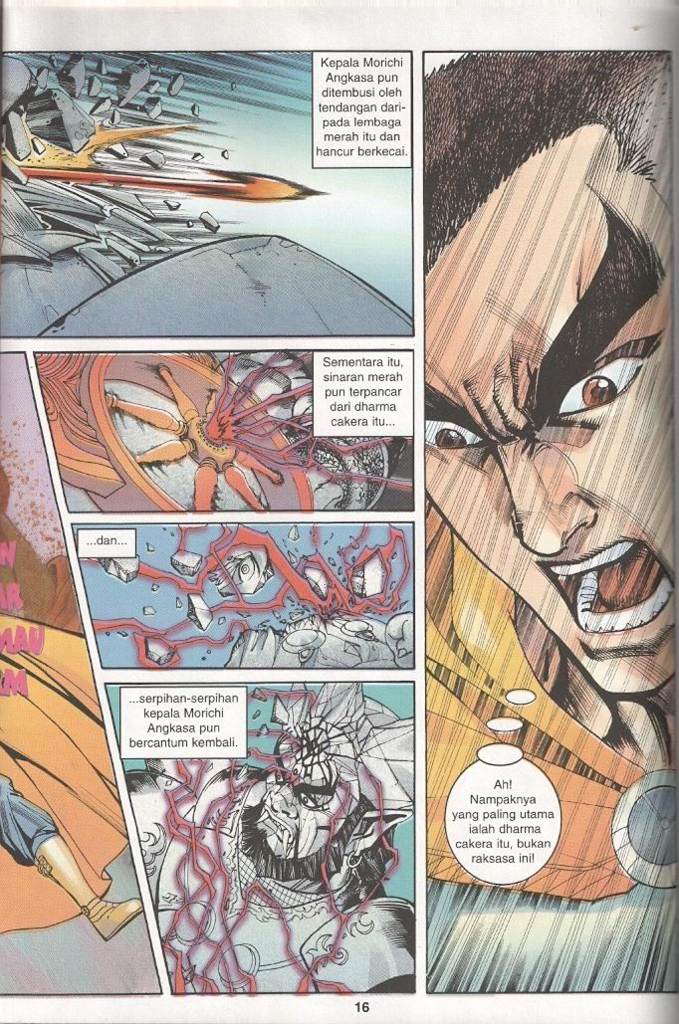 Kepala Morichi
Angkasa pun
ditembusi oleh
tendangan dari-
pada lembaga
merah itu dan
hancur berkecai.
Sementara itu,
sinaran merah
pun terpancar
dari dharma
cakera itu...
...dan...
...serpihan-serpihan
kepala Morichi
Angkasa pun
bercantum kembali.
Ah!
Nampaknya
yang paling utama
ialah dharma
cakera itu, bukan
raksasa ini!
16